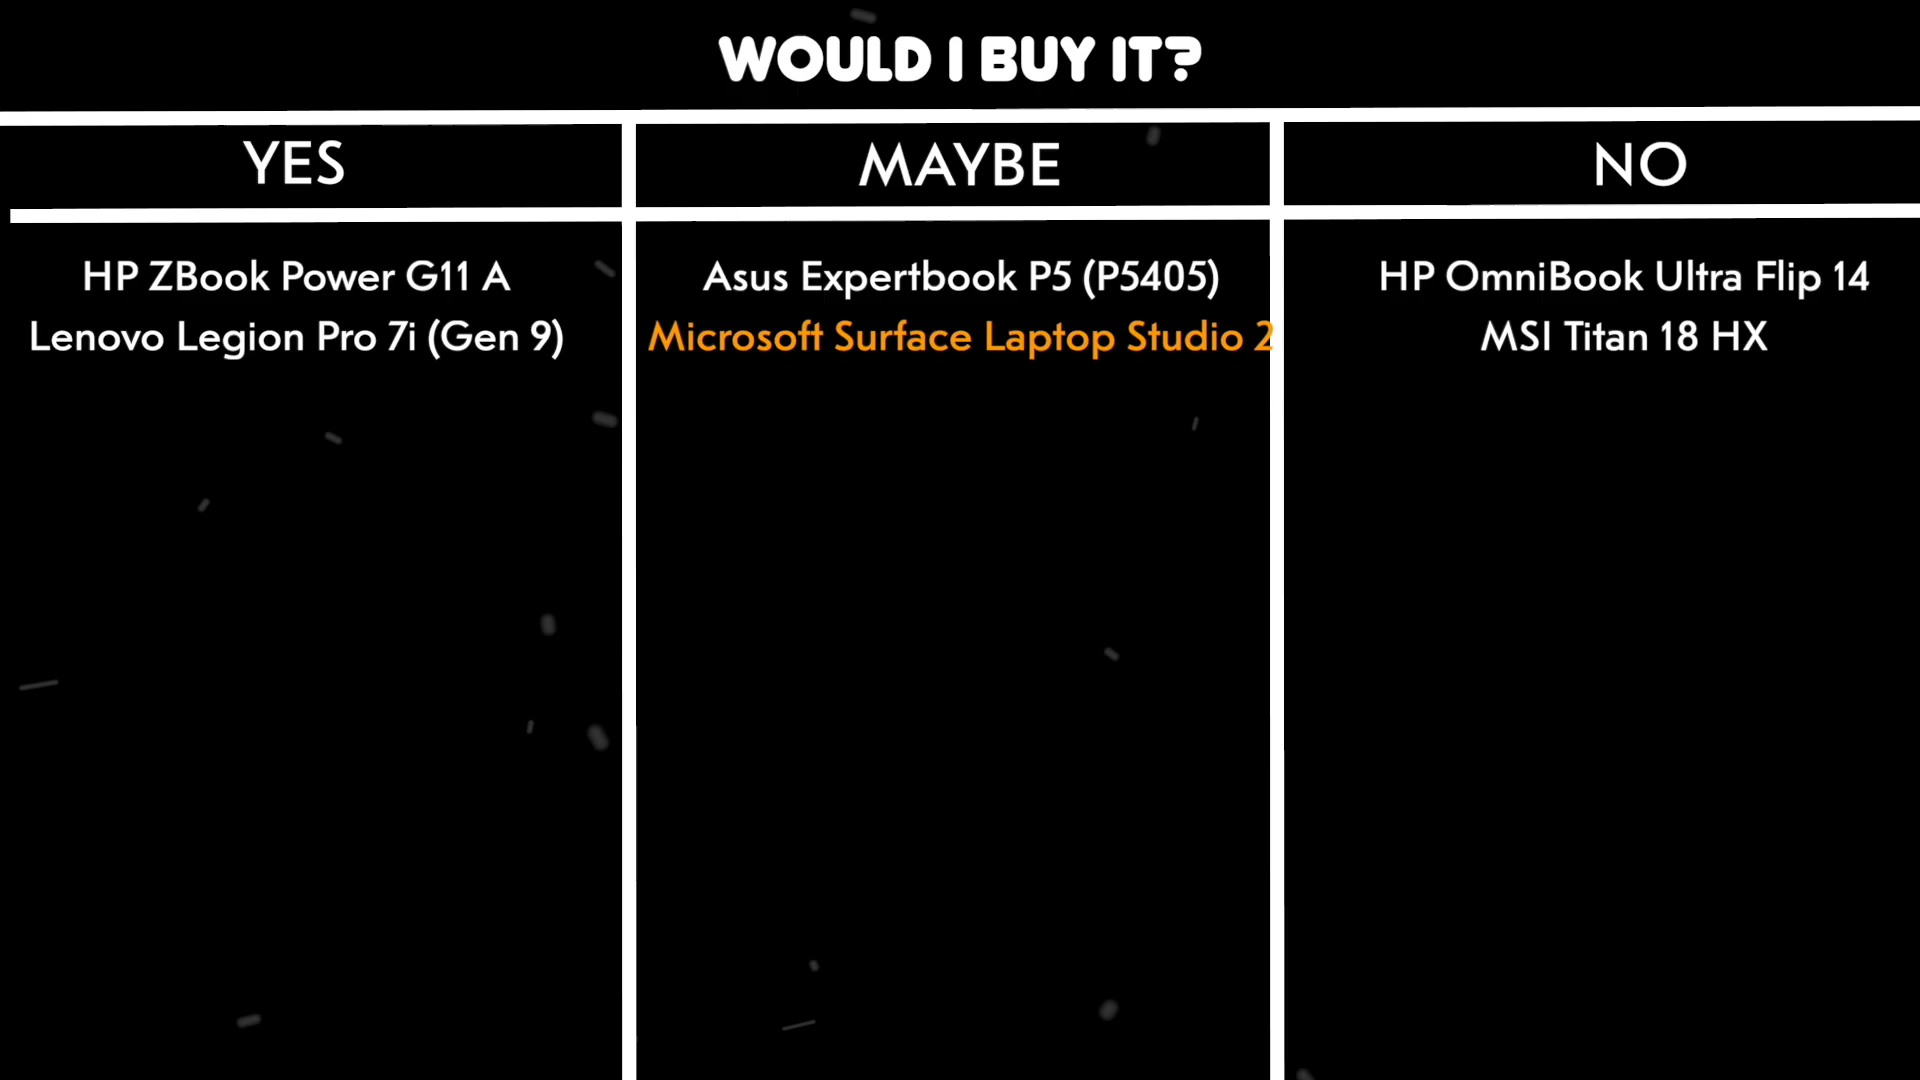 WOULD I BUY IT?
YES
MAYBE
NO
HP ZBook Power G11 A
Lenovo Legion Pro 7i (Gen 9)
Asus Expertbook P5 (P5405)
Microsoft Surface Laptop Studio 2
HP OmniBook Ultra Flip 14
MSI Titan 18 HX